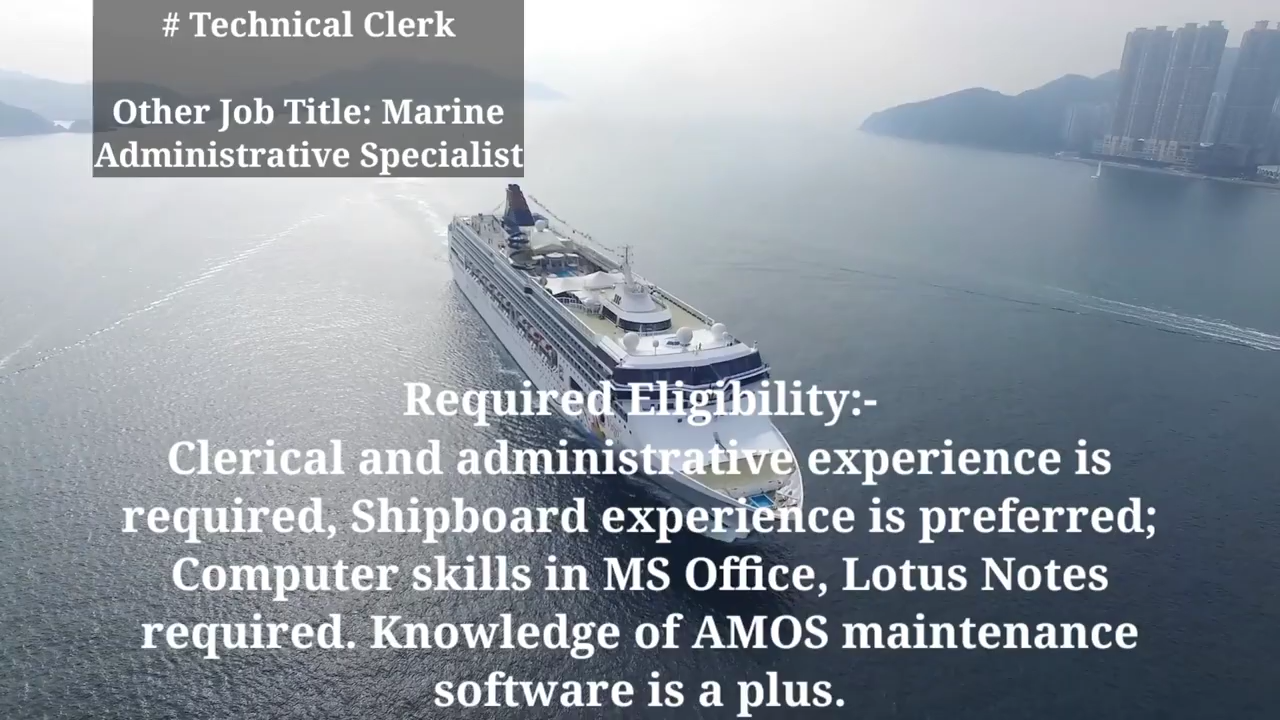 # Technical Clerk
Other Job Title: Marine
Administrative Specialist
Required Eligibility:-
Clerical and administrative experience is
required, Shipboard experience is preferred;
Computer skills in MS Office, Lotus Notes
required. Knowledge of AMOS maintenance
software is a plus.